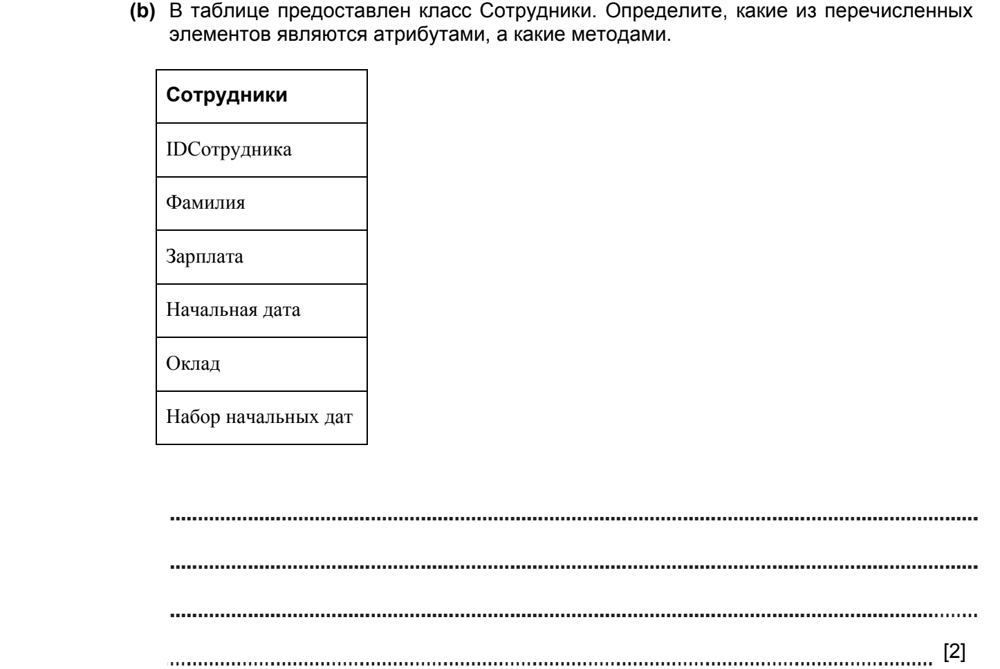 (b) В таблице предоставлен класс Сотрудники. Определите, какие из перечисленных
элементов являются атрибутами, а какие методами.
Сотрудники
IDСотрудника
Фамилия
Зарплата
Начальная дата
Оклад
Набор начальных дат
[2]